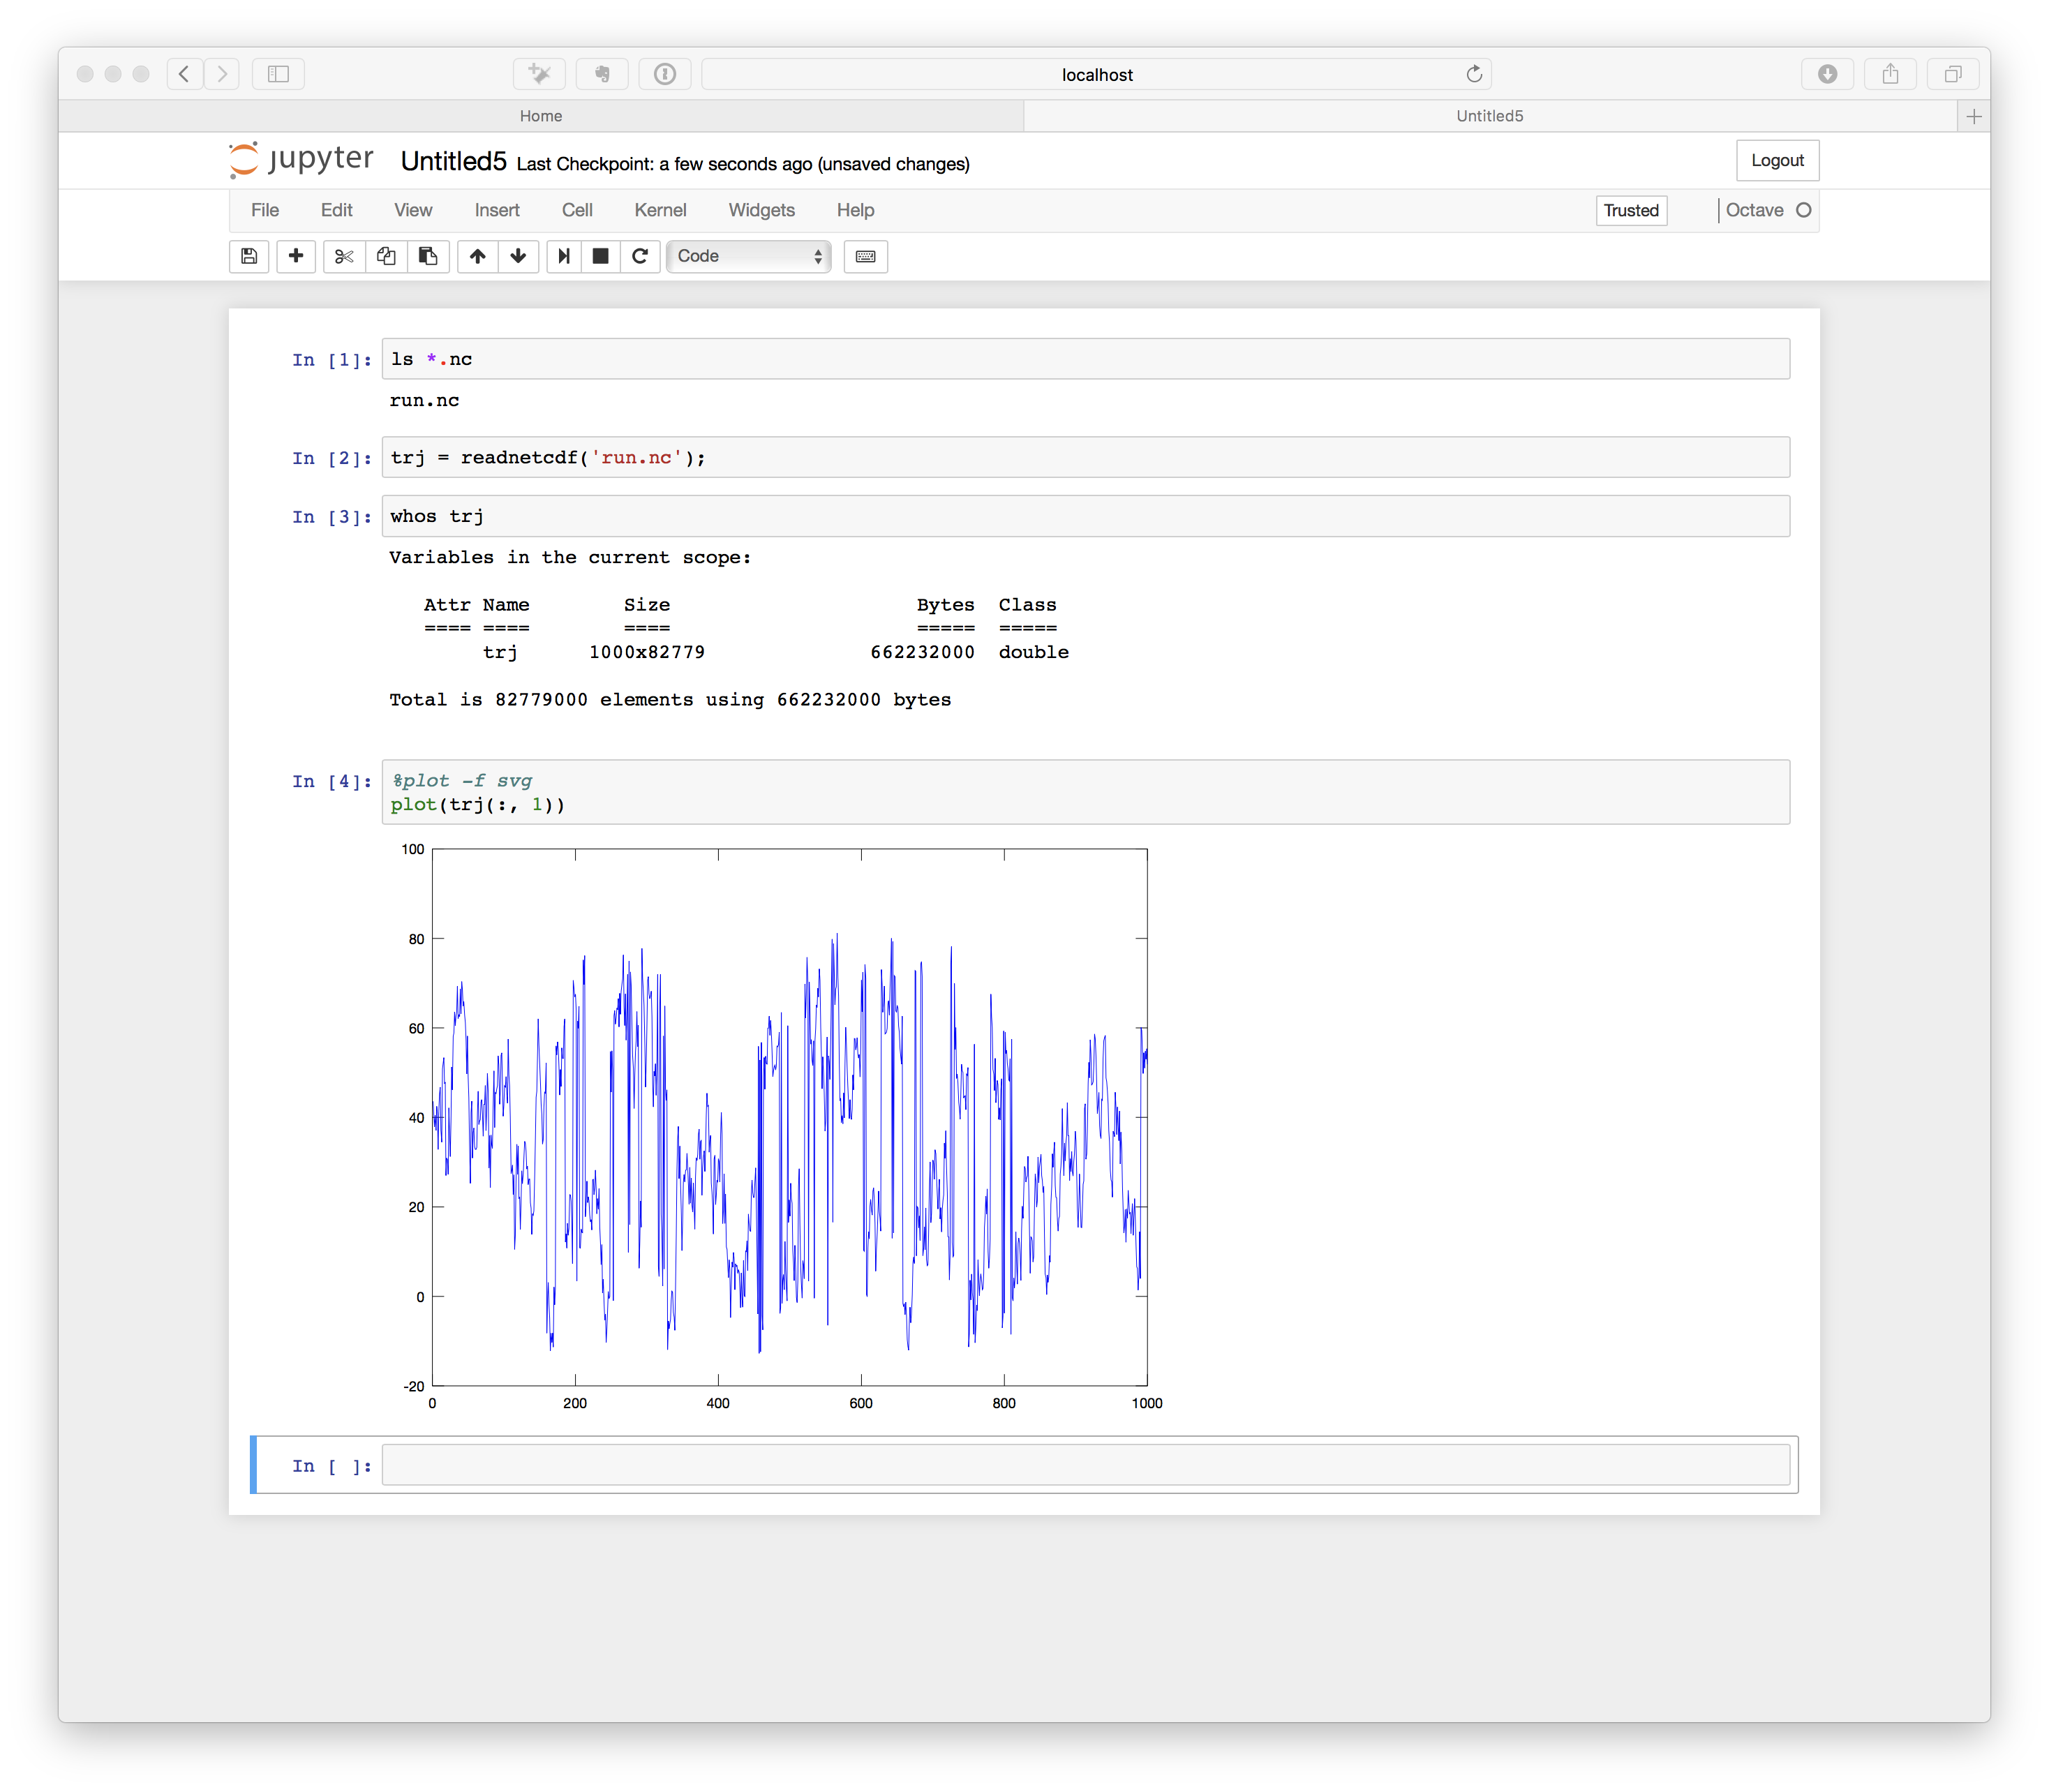 localhost
Home
Untitled5
jupyter Untitled5 Last Checkpoint: a few seconds ago (unsaved changes)
Logout
File Edit View Insert Cell Kernel Widgets Help
Trusted
Octave
Code
In [1]: ls *.nc
run.nc
In [2]: trj = readnetcdf('run.nc');
In [3]: whos trj
Variables in the current scope:
Attr Name Size Bytes Class
==== ==== ==== ===== =====
trj 1000x82779 662232000 double
Total is 82779000 elements using 662232000 bytes
In [4]: %plot -f svg
plot(trj(:, 1))
100
80
60
40
20
0
-20
0 200 400 600 800 1000
In [ ]: